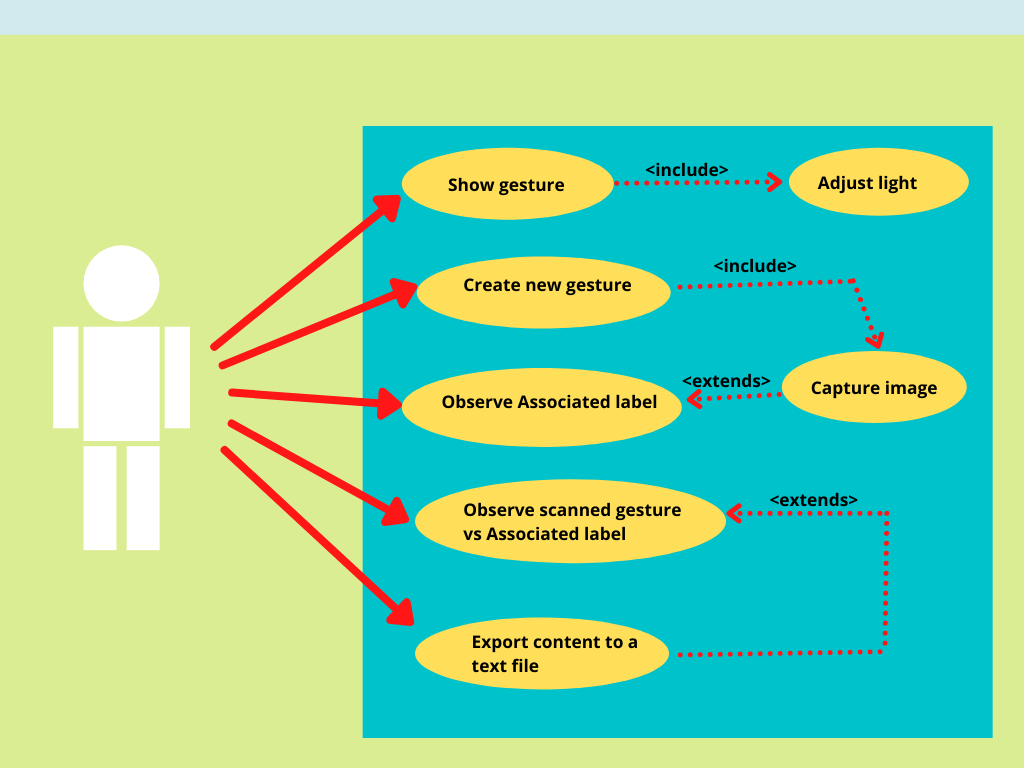 Show gesture
<include>
Adjust light
Create new gesture
<include>
Observe Associated label
<extends>
Capture image
Observe scanned gesture
vs Associated label
<extends>
Export content to a
text file